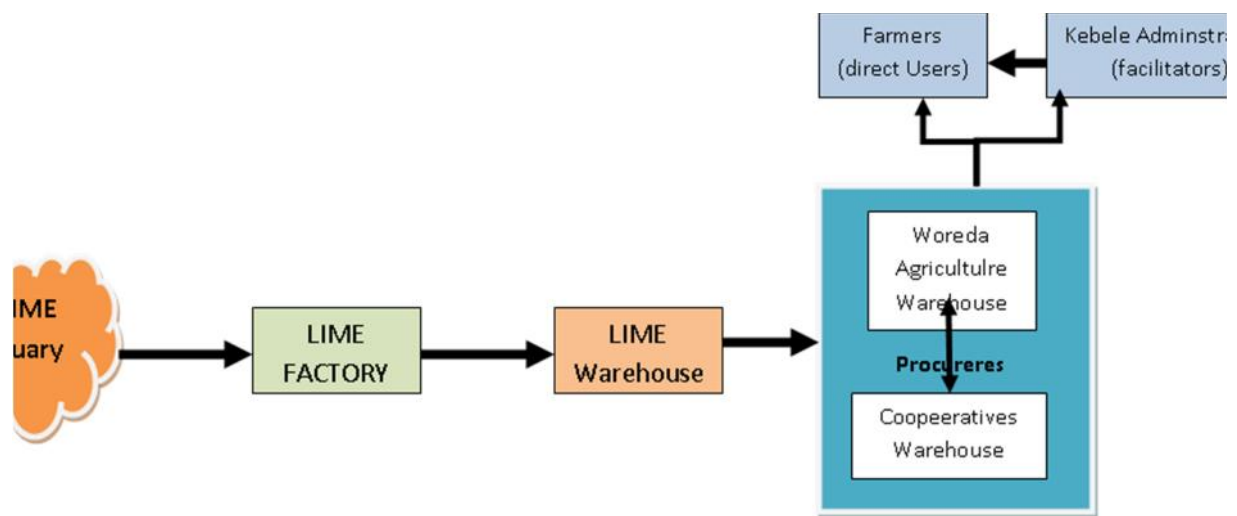 Farmers
(direct Users)
Kebele Adminstra
(facilitators)
IME
uary
LIME
FACTORY
LIME
Warehouse
Woreda
Agricultulre
Warehouse
Procureres
Coopeeratives
Warehouse